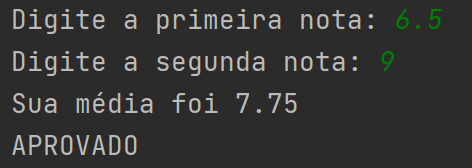 Digite a primeira nota: 6.5
Digite a segunda nota: 9
Sua média foi 7.75
APROVADO